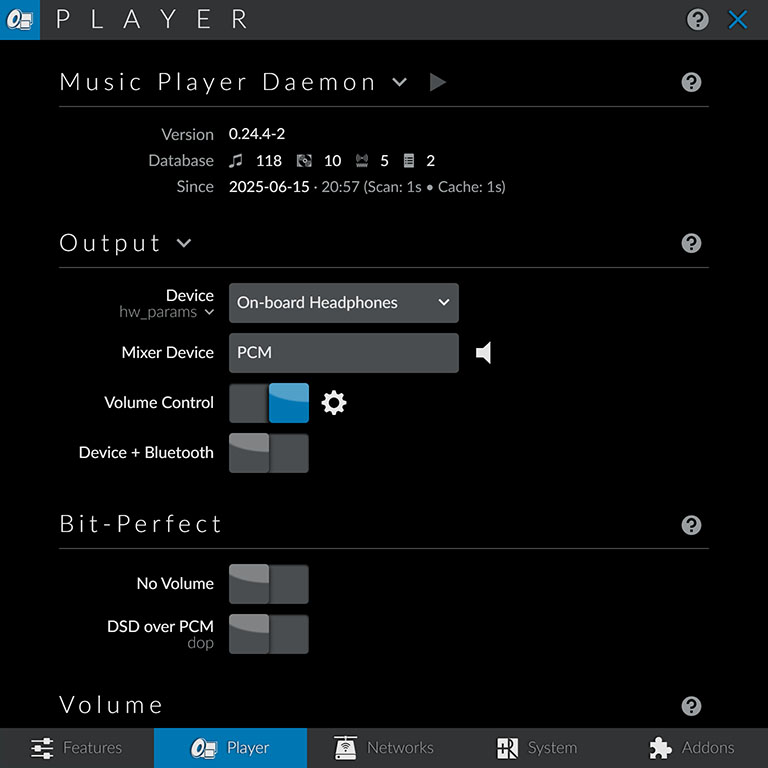 PLAYER
Music Player Daemon
Version 0.24.4-2
Database 118 10 5 2
Since 2025-06-15 · 20:57 (Scan: 1s • Cache: 1s)
Output
Device On-board Headphones
hw_params
Mixer Device PCM
Volume Control
Device + Bluetooth
Bit-Perfect
No Volume
DSD over PCM
dop
Volume
Features Player Networks System Addons